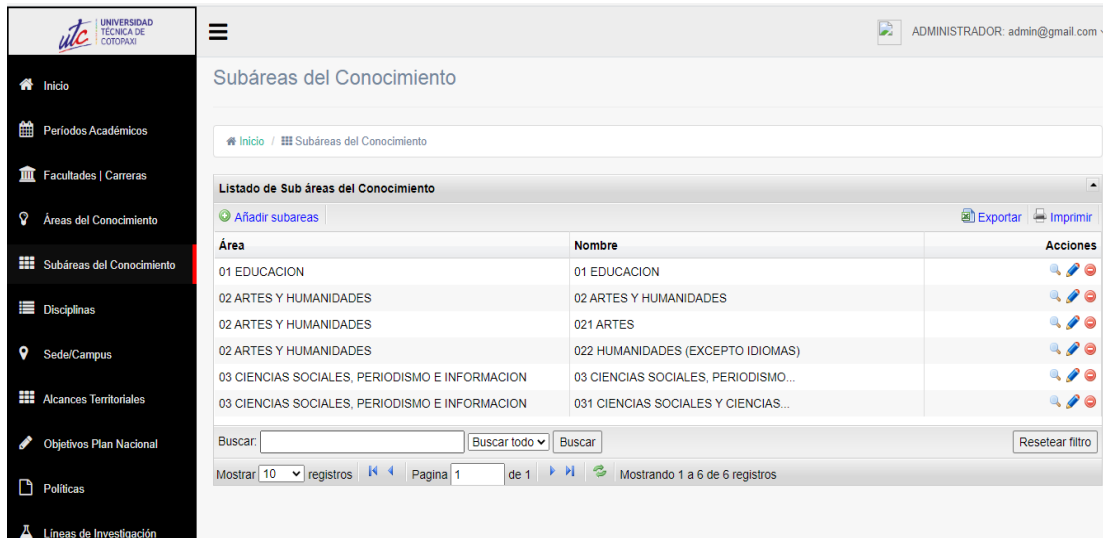 utc UNIVERSIDAD
TÉCNICA DE
COTOPAXI
ADMINISTRADOR: admin@gmail.com
Inicio
Períodos Académicos
Facultades | Carreras
Áreas del Conocimiento
Subáreas del Conocimiento
Disciplinas
Sede/Campus
Alcances Territoriales
Objetivos Plan Nacional
Políticas
Líneas de Investigación
Subáreas del Conocimiento
Inicio / Subáreas del Conocimiento
Listado de Sub áreas del Conocimiento
Añadir subareas Exportar Imprimir
Área Nombre Acciones
01 EDUCACION 01 EDUCACION
02 ARTES Y HUMANIDADES 02 ARTES Y HUMANIDADES
02 ARTES Y HUMANIDADES 021 ARTES
02 ARTES Y HUMANIDADES 022 HUMANIDADES (EXCEPTO IDIOMAS)
03 CIENCIAS SOCIALES, PERIODISMO E INFORMACION 03 CIENCIAS SOCIALES, PERIODISMO...
03 CIENCIAS SOCIALES, PERIODISMO E INFORMACION 031 CIENCIAS SOCIALES Y CIENCIAS...
Buscar: Buscar todo Buscar Resetear filtro
Mostrar 10 registros Pagina 1 de 1 Mostrando 1 a 6 de 6 registros